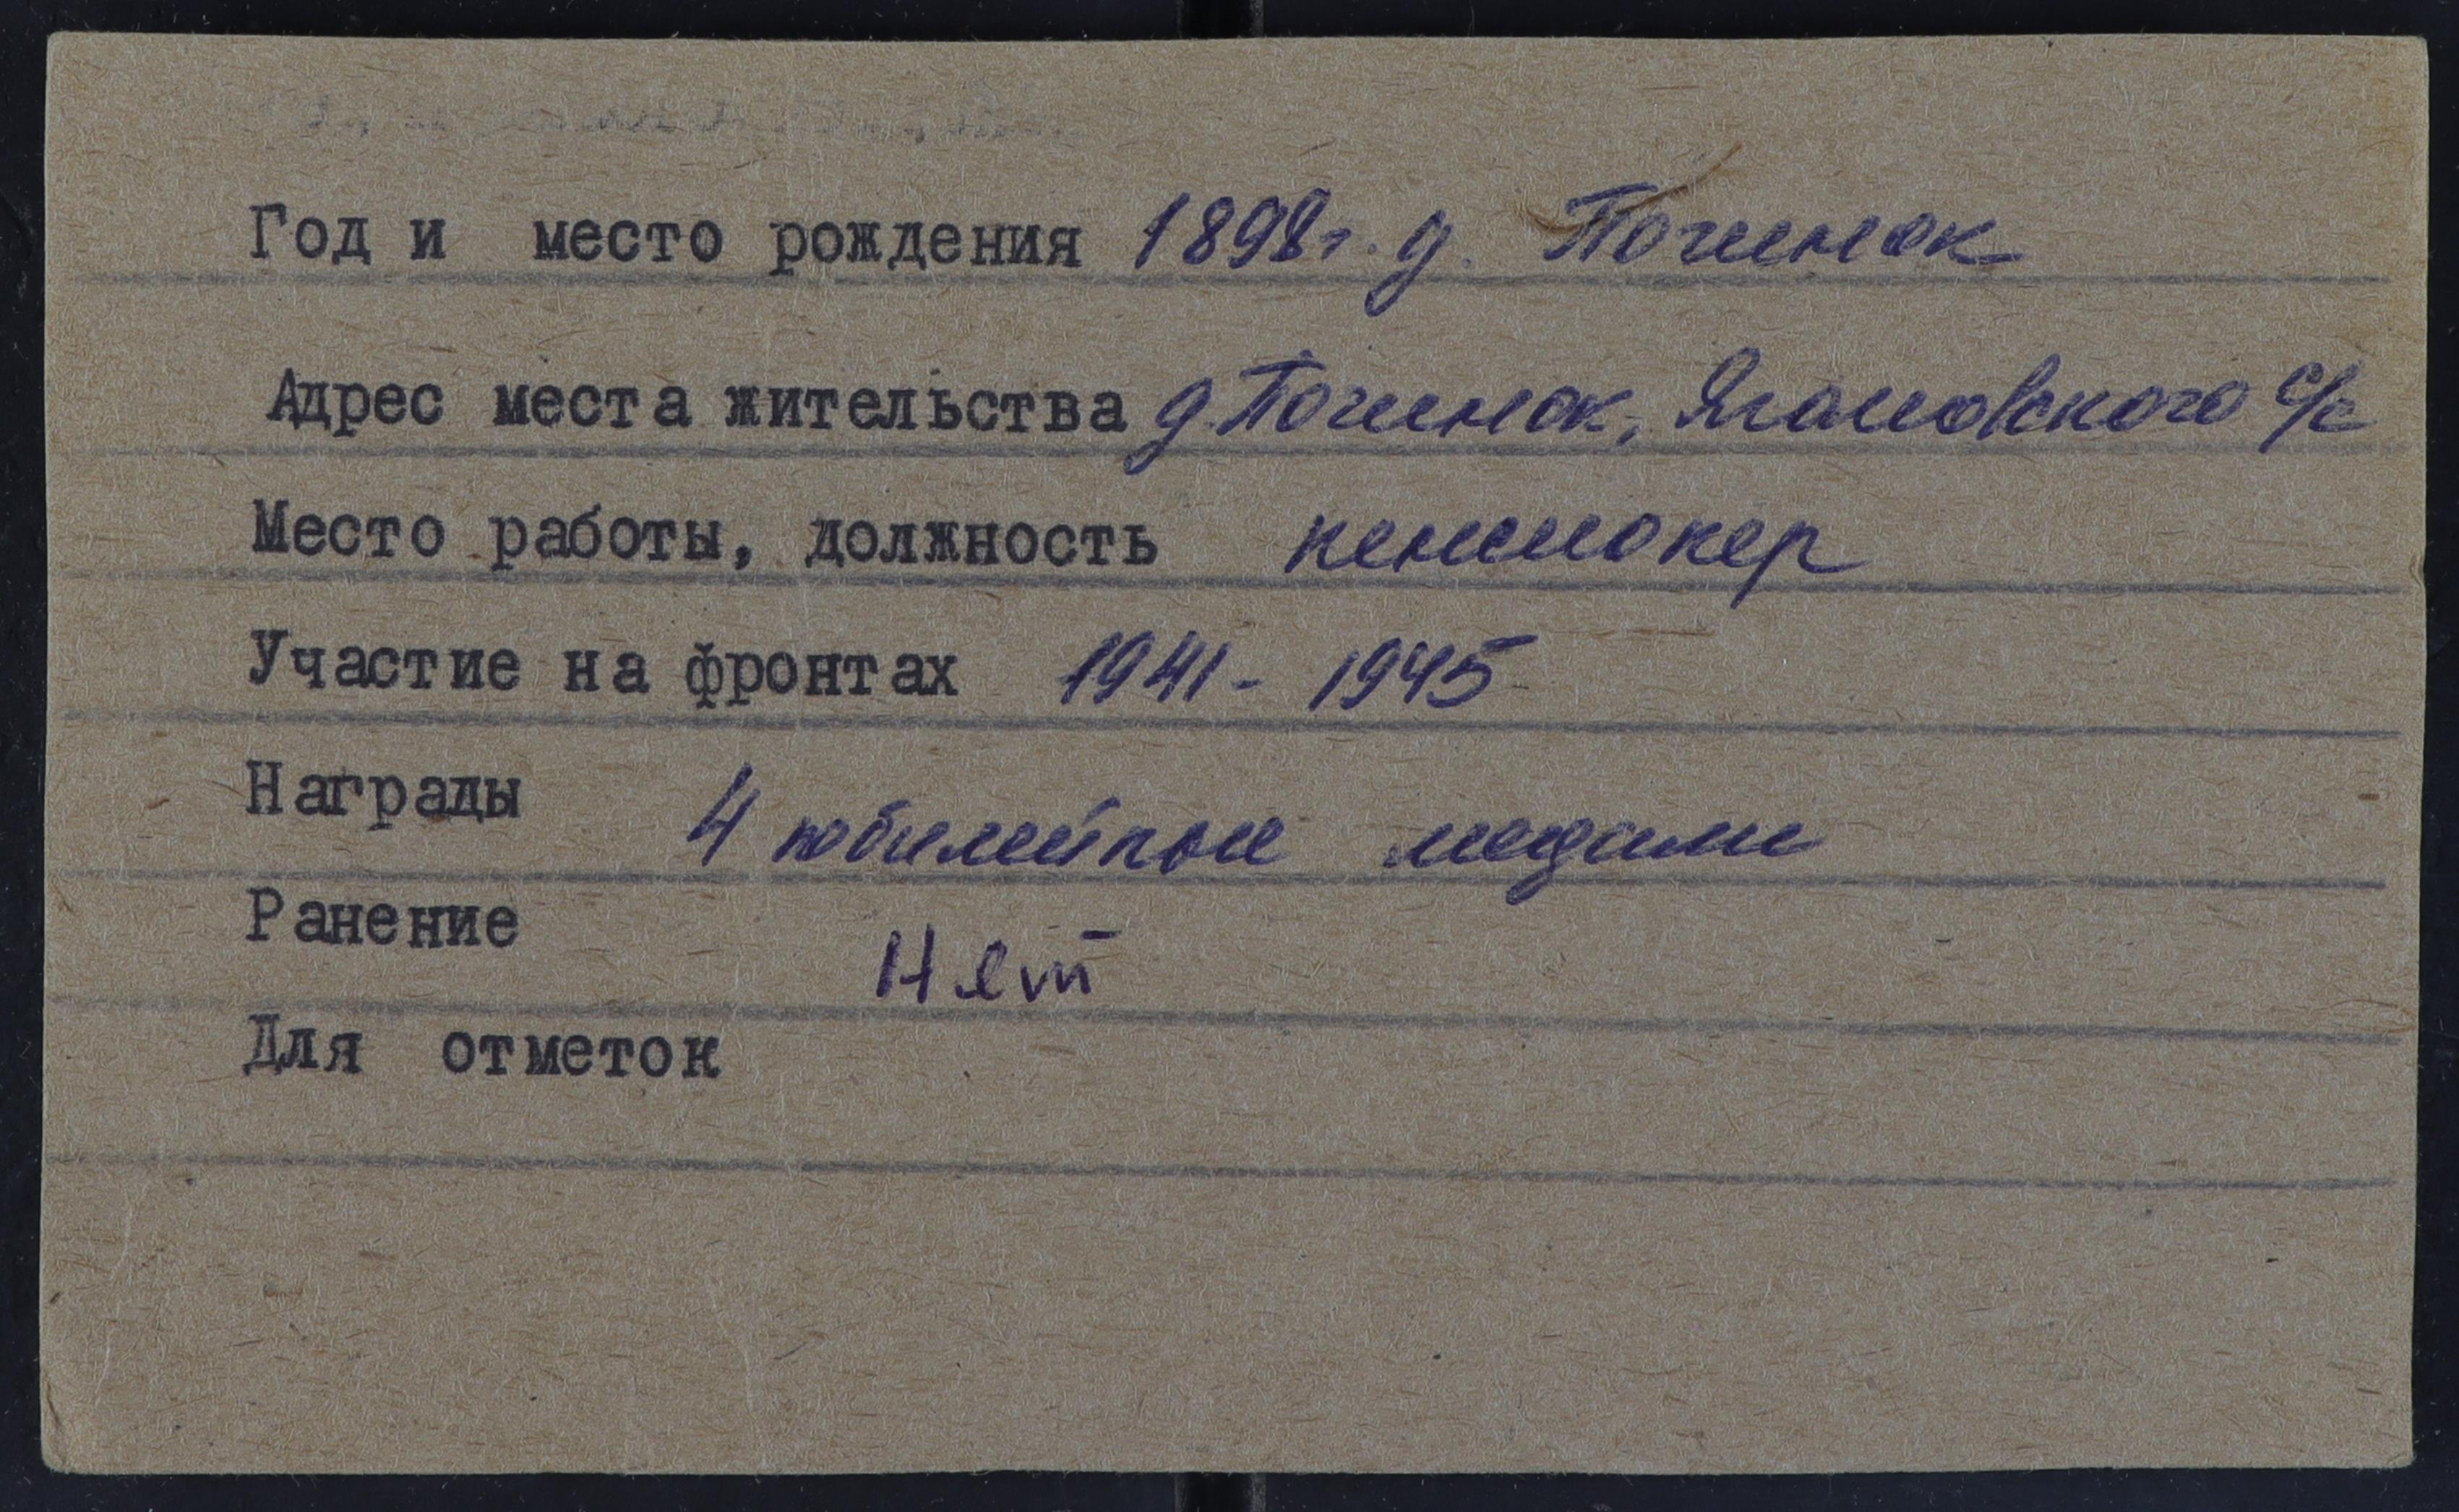 Год и место рождения 1898г. д. Починок
Адрес места жительства д. Починок, Ягановского с/с
Место работы, должность пенсионер
Участие на фронтах 1941 - 1945
Награды 4 юбилейные медали
Ранение Нет
Для отметок